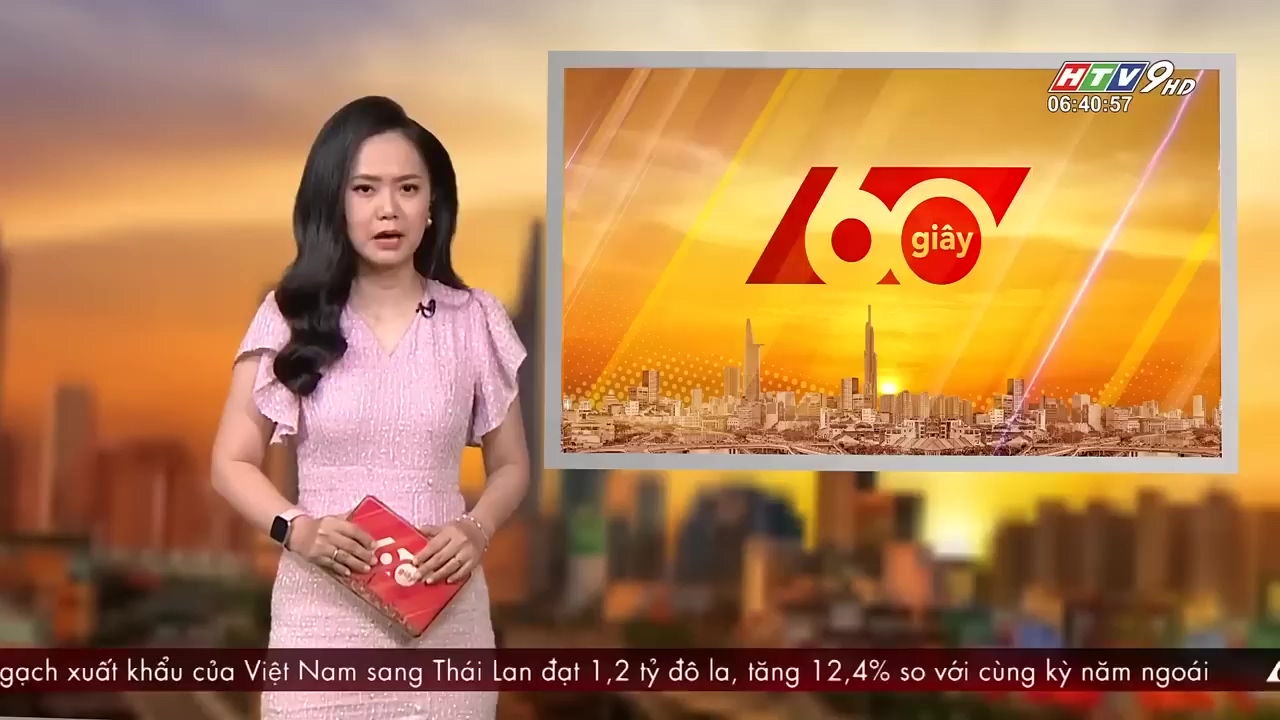 HTV9HD
06:40:57
60
giây
60
gạch xuất khẩu của Việt Nam sang Thái Lan đạt 1,2 tỷ đô la, tăng 12,4% so với cùng kỳ năm ngoái